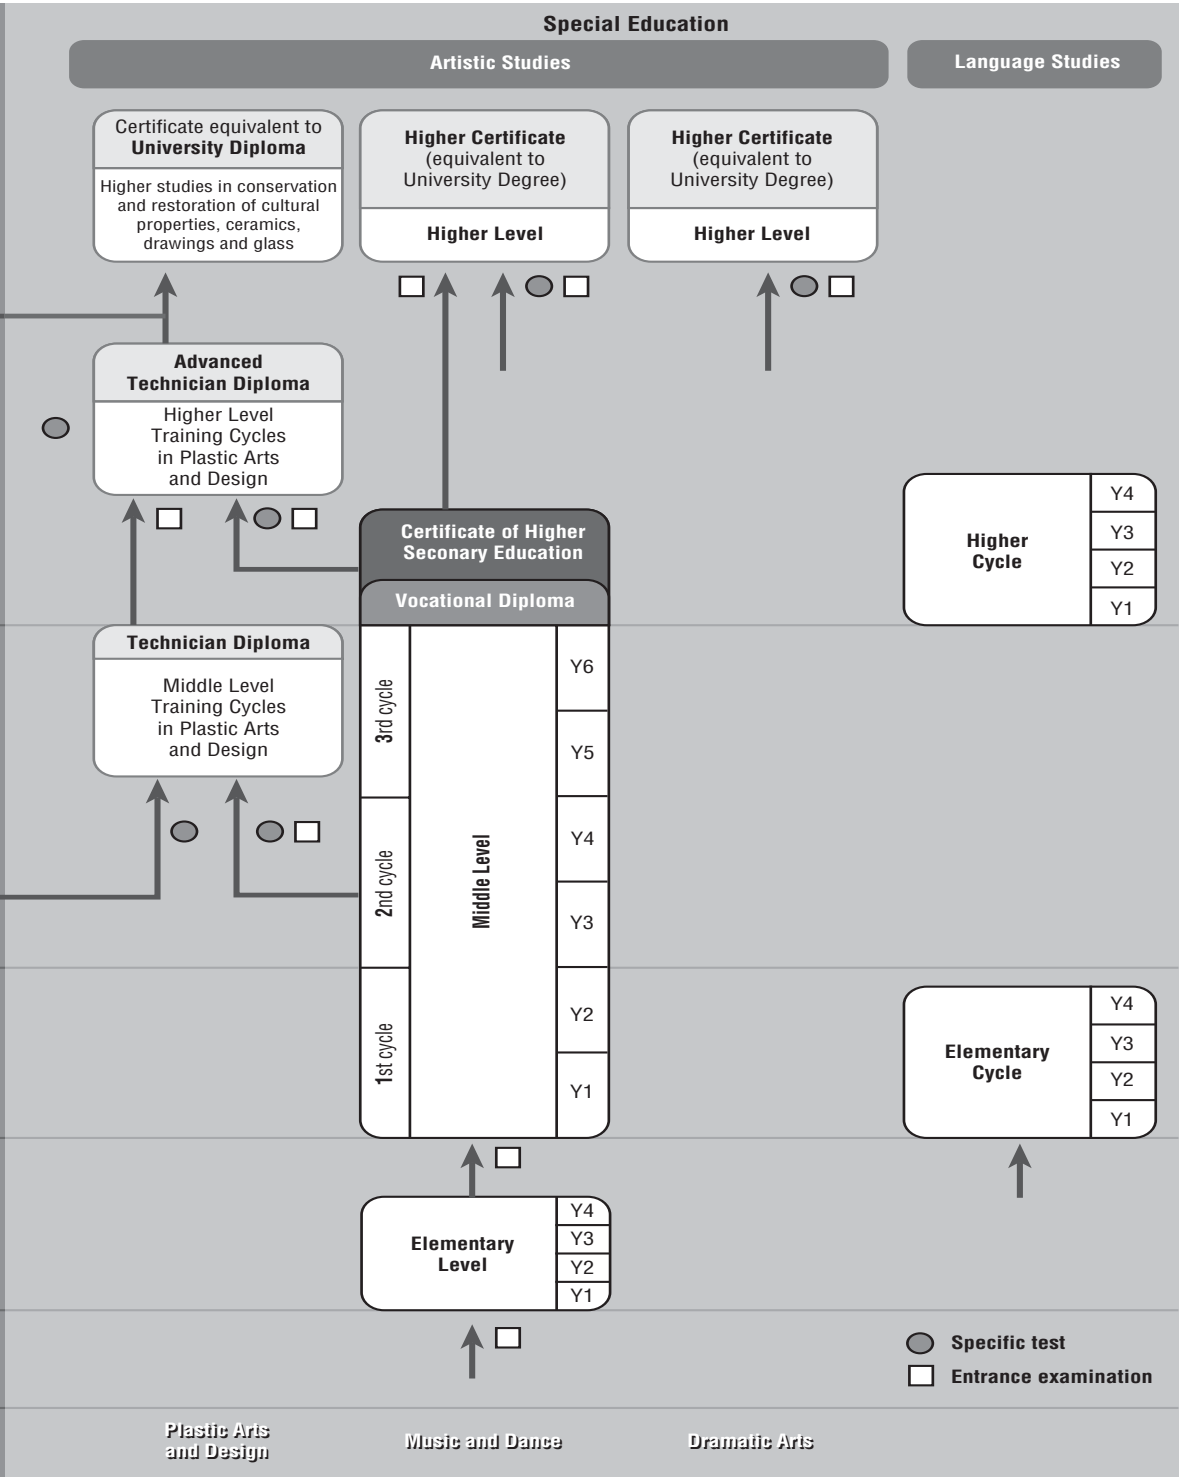 Special Education
Artistic Studies
Language Studies
Certificate equivalent to
University Diploma
Higher studies in conservation
and restoration of cultural
properties, ceramics,
drawings and glass
Higher Certificate
(equivalent to
University Degree)
Higher Level
Higher Certificate
(equivalent to
University Degree)
Higher Level
Advanced
Technician Diploma
Higher Level
Training Cycles
in Plastic Arts
and Design
Certificate of Higher
Seconary Education
Vocational Diploma
Higher
Cycle
Y4
Y3
Y2
Y1
Technician Diploma
Middle Level
Training Cycles
in Plastic Arts
and Design
3rd cycle
2nd cycle
1st cycle
Middle Level
Y6
Y5
Y4
Y3
Y2
Y1
Elementary
Cycle
Y4
Y3
Y2
Y1
Elementary
Level
Y4
Y3
Y2
Y1
Specific test
Entrance examination
Plastic Arts
and Design
Music and Dance
Dramatic Arts